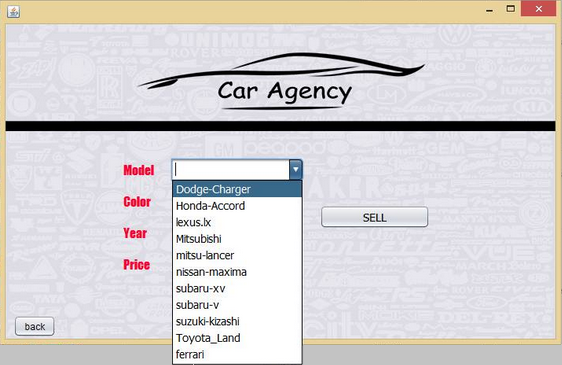 Car Agency
Model
Dodge-Charger
Honda-Accord
lexus.lx
Mitsubishi
mitsu-lancer
nissan-maxima
subaru-xv
subaru-v
suzuki-kizashi
Toyota_Land
ferrari
Color
Year
Price
SELL
back